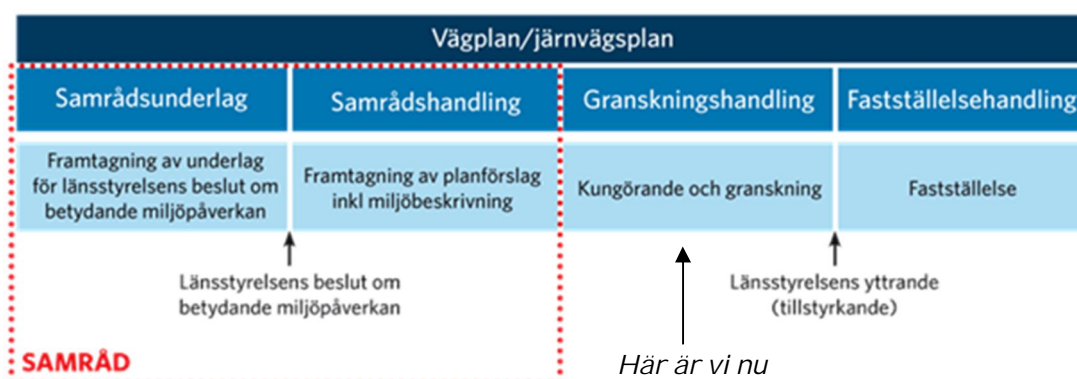 Vägplan/järnvägsplan
Samrådsunderlag
Samrådshandling
Granskningshandling
Fastställelsehandling
Framtagning av underlag
för länsstyrelsens beslut om
betydande miljöpåverkan
Framtagning av planförslag
inkl miljöbeskrivning
Kungörande och granskning
Fastställelse
Länsstyrelsens beslut om
betydande miljöpåverkan
Länsstyrelsens yttrande
(tillstyrkande)
SAMRÅD
Här är vi nu